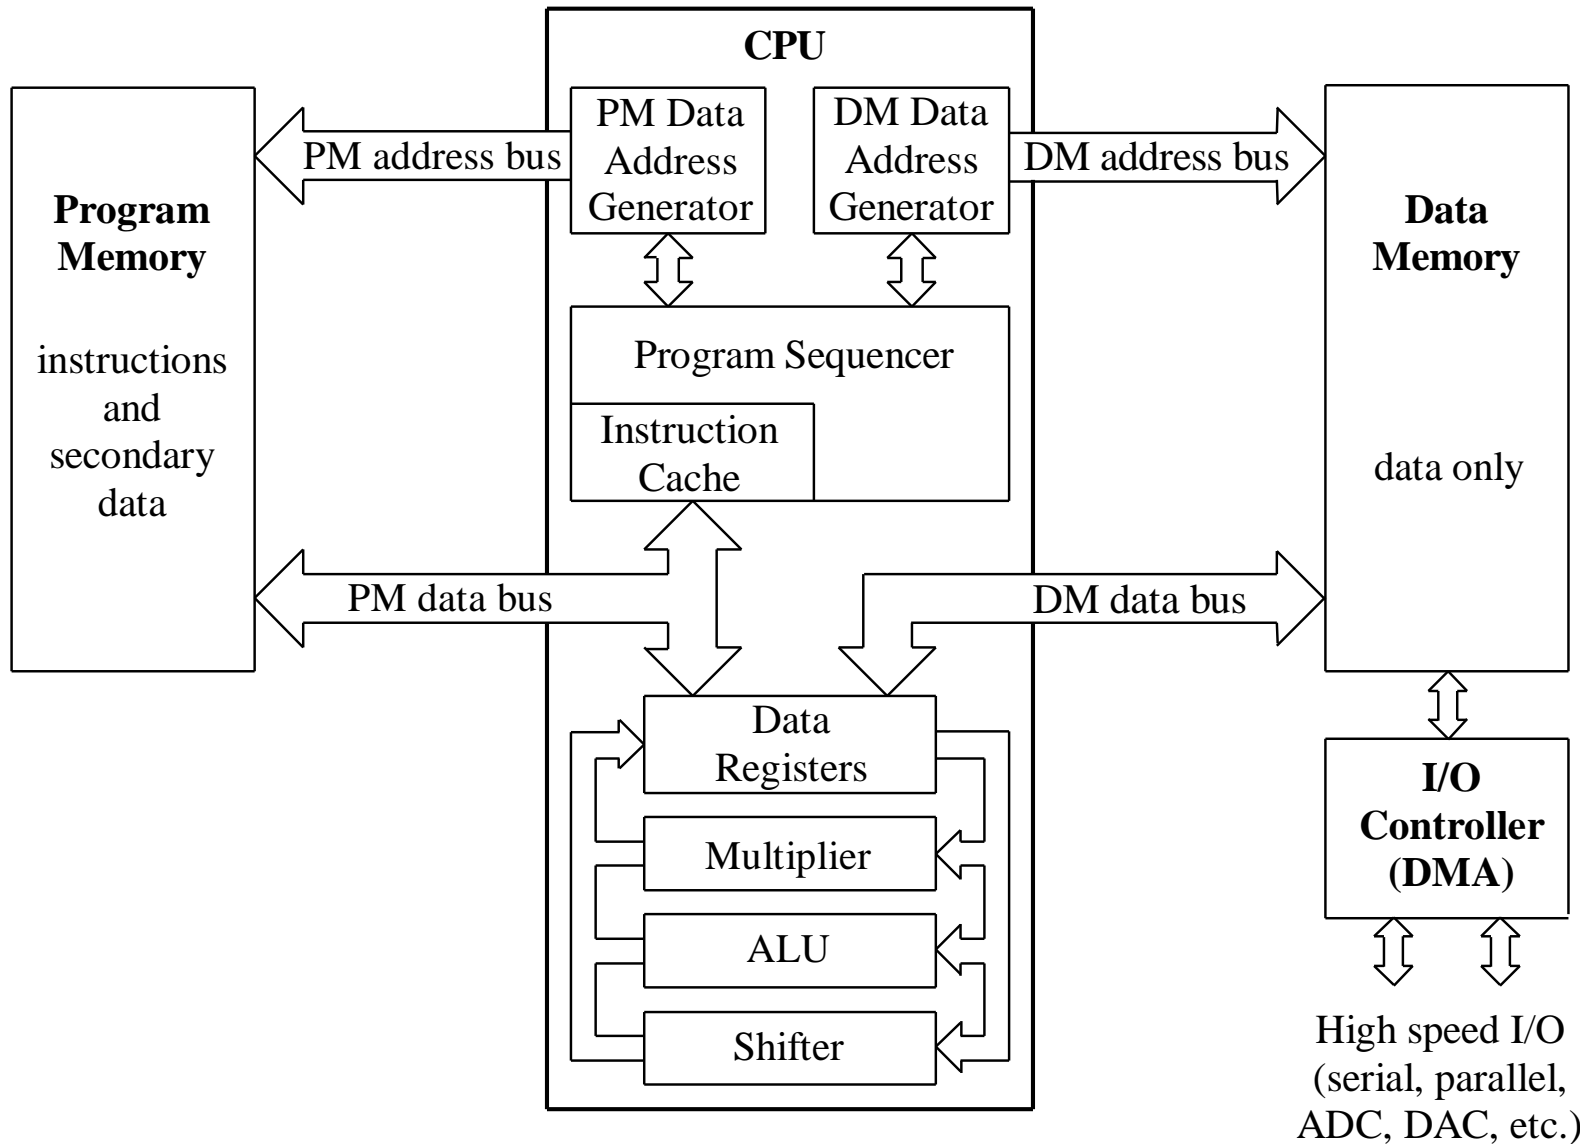 CPU
PM Data
Address
Generator
DM Data
Address
Generator
PM address bus
DM address bus
Program
Memory
instructions
and
secondary
data
Data
Memory
data only
Program Sequencer
Instruction
Cache
PM data bus
DM data bus
Data
Registers
Multiplier
ALU
Shifter
I/O
Controller
(DMA)
High speed I/O
(serial, parallel,
ADC, DAC, etc.)